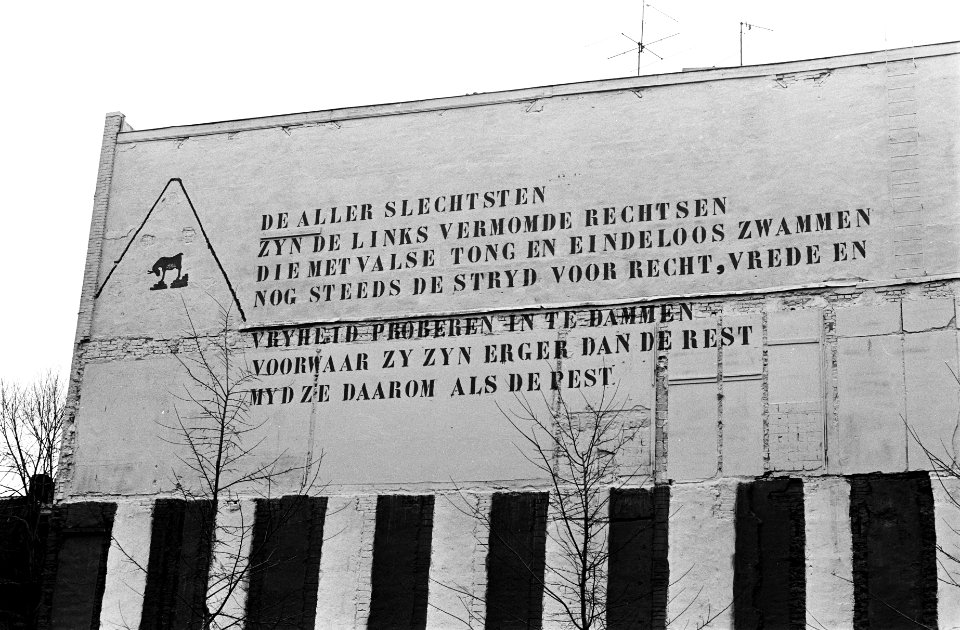 DE ALLER SLECHTSTEN
ZYN DE LINKS VERMOMDE RECHTSEN
DIE MET VALSE TONG EN EINDELOOS ZWAMMEN
NOG STEEDS DE STRYD VOOR RECHT, VREDE EN
VRYHEID PROBEREN IN TE DAMMEN
VOORWAAR ZY ZYN ERGER DAN DE REST
MYD ZE DAAROM ALS DE PEST